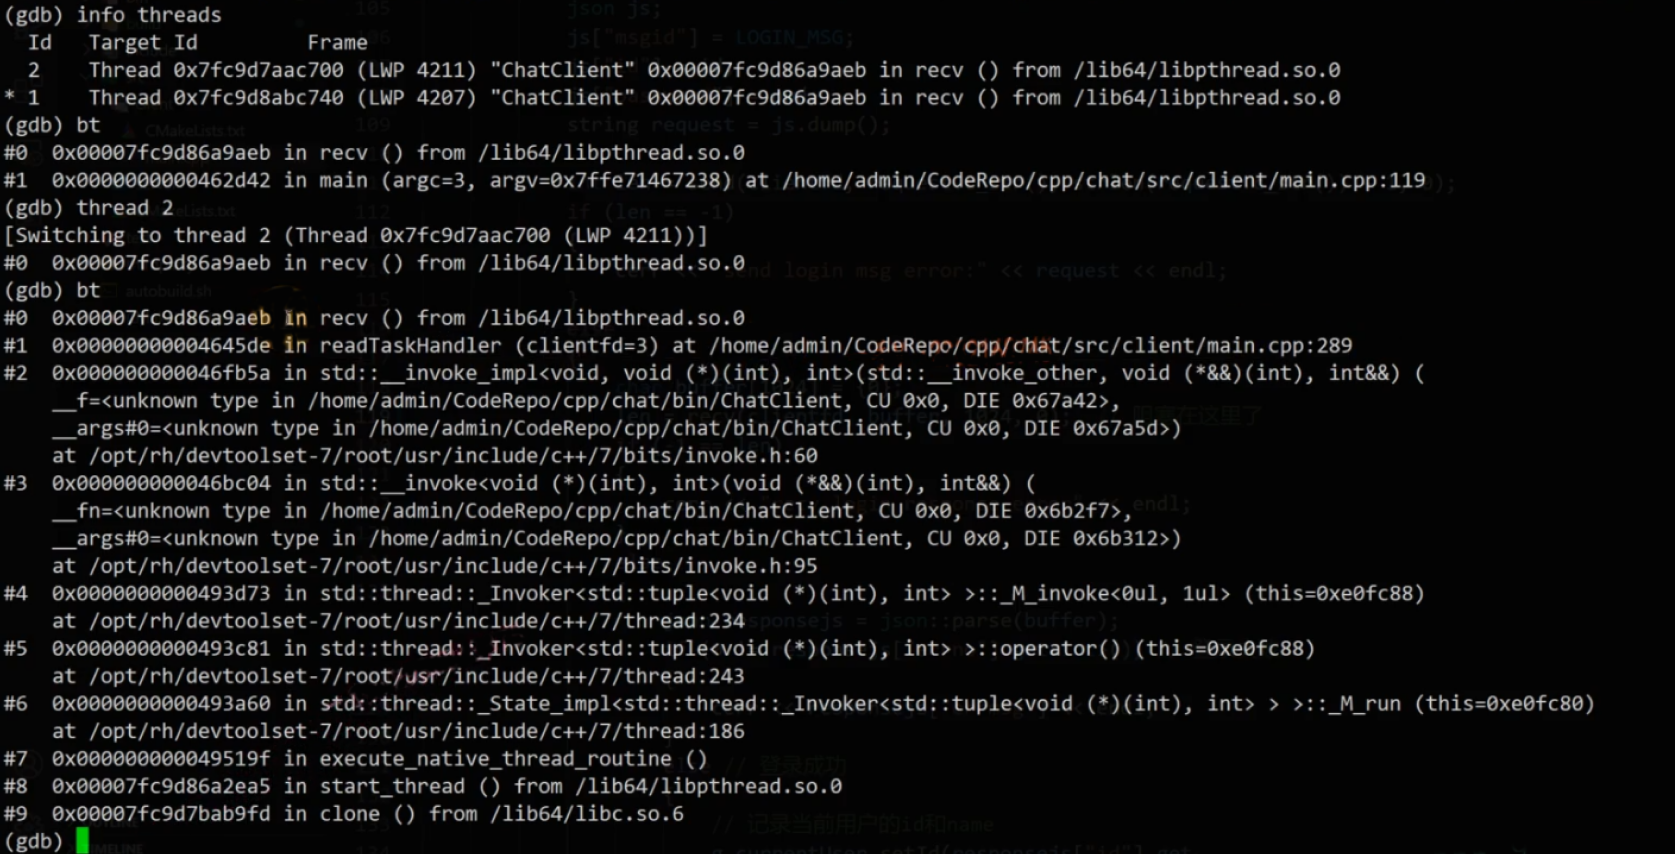 (gdb) info threads
  Id   Target Id         Frame
  2    Thread 0x7fc9d7aac700 (LWP 4211) "ChatClient" 0x00007fc9d86a9aeb in recv () from /lib64/libpthread.so.0
* 1    Thread 0x7fc9d8abc740 (LWP 4207) "ChatClient" 0x00007fc9d86a9aeb in recv () from /lib64/libpthread.so.0
(gdb) bt
#0  0x00007fc9d86a9aeb in recv () from /lib64/libpthread.so.0
#1  0x0000000000462d42 in main (argc=3, argv=0x7ffe71467238) at /home/admin/CodeRepo/cpp/chat/src/client/main.cpp:119
(gdb) thread 2
[Switching to thread 2 (Thread 0x7fc9d7aac700 (LWP 4211))]
#0  0x00007fc9d86a9aeb in recv () from /lib64/libpthread.so.0
(gdb) bt
#0  0x00007fc9d86a9aeb in recv () from /lib64/libpthread.so.0
#1  0x00000000004645de in readTaskHandler (clientfd=3) at /home/admin/CodeRepo/cpp/chat/src/client/main.cpp:289
#2  0x000000000046fb5a in std::__invoke_impl<void, void (*)(int), int>(std::__invoke_other, void (*&&)(int), int&&) (
    __f=<unknown type in /home/admin/CodeRepo/cpp/chat/bin/ChatClient, CU 0x0, DIE 0x67a42>,
    __args#0=<unknown type in /home/admin/CodeRepo/cpp/chat/bin/ChatClient, CU 0x0, DIE 0x67a5d>)
    at /opt/rh/devtoolset-7/root/usr/include/c++/7/bits/invoke.h:60
#3  0x000000000046bc04 in std::__invoke<void (*)(int), int>(void (*&&)(int), int&&) (
    __fn=<unknown type in /home/admin/CodeRepo/cpp/chat/bin/ChatClient, CU 0x0, DIE 0x6b2f7>,
    __args#0=<unknown type in /home/admin/CodeRepo/cpp/chat/bin/ChatClient, CU 0x0, DIE 0x6b312>)
    at /opt/rh/devtoolset-7/root/usr/include/c++/7/bits/invoke.h:95
#4  0x0000000000493d73 in std::thread::_Invoker<std::tuple<void (*)(int), int> >::_M_invoke<0ul, 1ul> (this=0xe0fc88)
    at /opt/rh/devtoolset-7/root/usr/include/c++/7/thread:234
#5  0x0000000000493c81 in std::thread::_Invoker<std::tuple<void (*)(int), int> >::operator() (this=0xe0fc88)
    at /opt/rh/devtoolset-7/root/usr/include/c++/7/thread:243
#6  0x0000000000493a60 in std::thread::_State_impl<std::thread::_Invoker<std::tuple<void (*)(int), int> > >::_M_run (this=0xe0fc80)
    at /opt/rh/devtoolset-7/root/usr/include/c++/7/thread:186
#7  0x000000000049519f in execute_native_thread_routine ()
#8  0x00007fc9d86a2ea5 in start_thread () from /lib64/libpthread.so.0
#9  0x00007fc9d7bab9fd in clone () from /lib64/libc.so.6
(gdb)